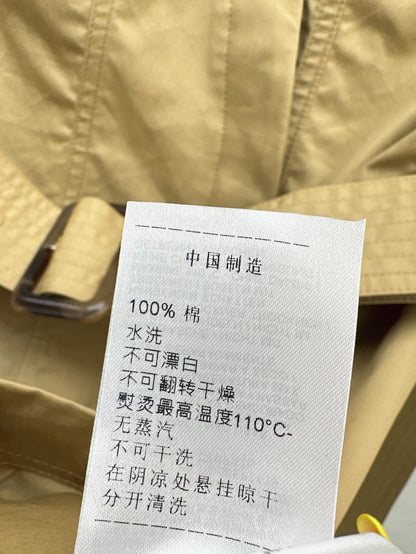 中国制造
100% 棉
水洗
不可漂白
不可翻转干燥
熨烫最高温度110°C-
无蒸汽
不可干洗
在阴凉处悬挂晾干
分开清洗